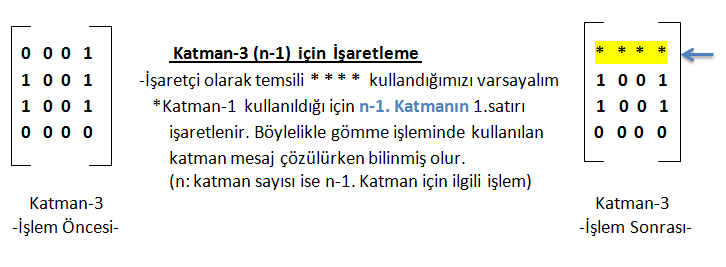 0 0 0 1
1 0 0 1
1 0 0 1
0 0 0 0
Katman-3
-İşlem Öncesi-
Katman-3 (n-1) için İşaretleme
-İşaretçi olarak temsili * * * * kullandığımızı varsayalım
*Katman-1 kullanıldığı için n-1. Katmanın 1.satırı
işaretlenir. Böylelikle gömme işleminde kullanılan
katman mesaj çözülürken bilinmiş olur.
(n: katman sayısı ise n-1. Katman için ilgili işlem)
* * * *
1 0 0 1
1 0 0 1
0 0 0 0
Katman-3
-İşlem Sonrası-